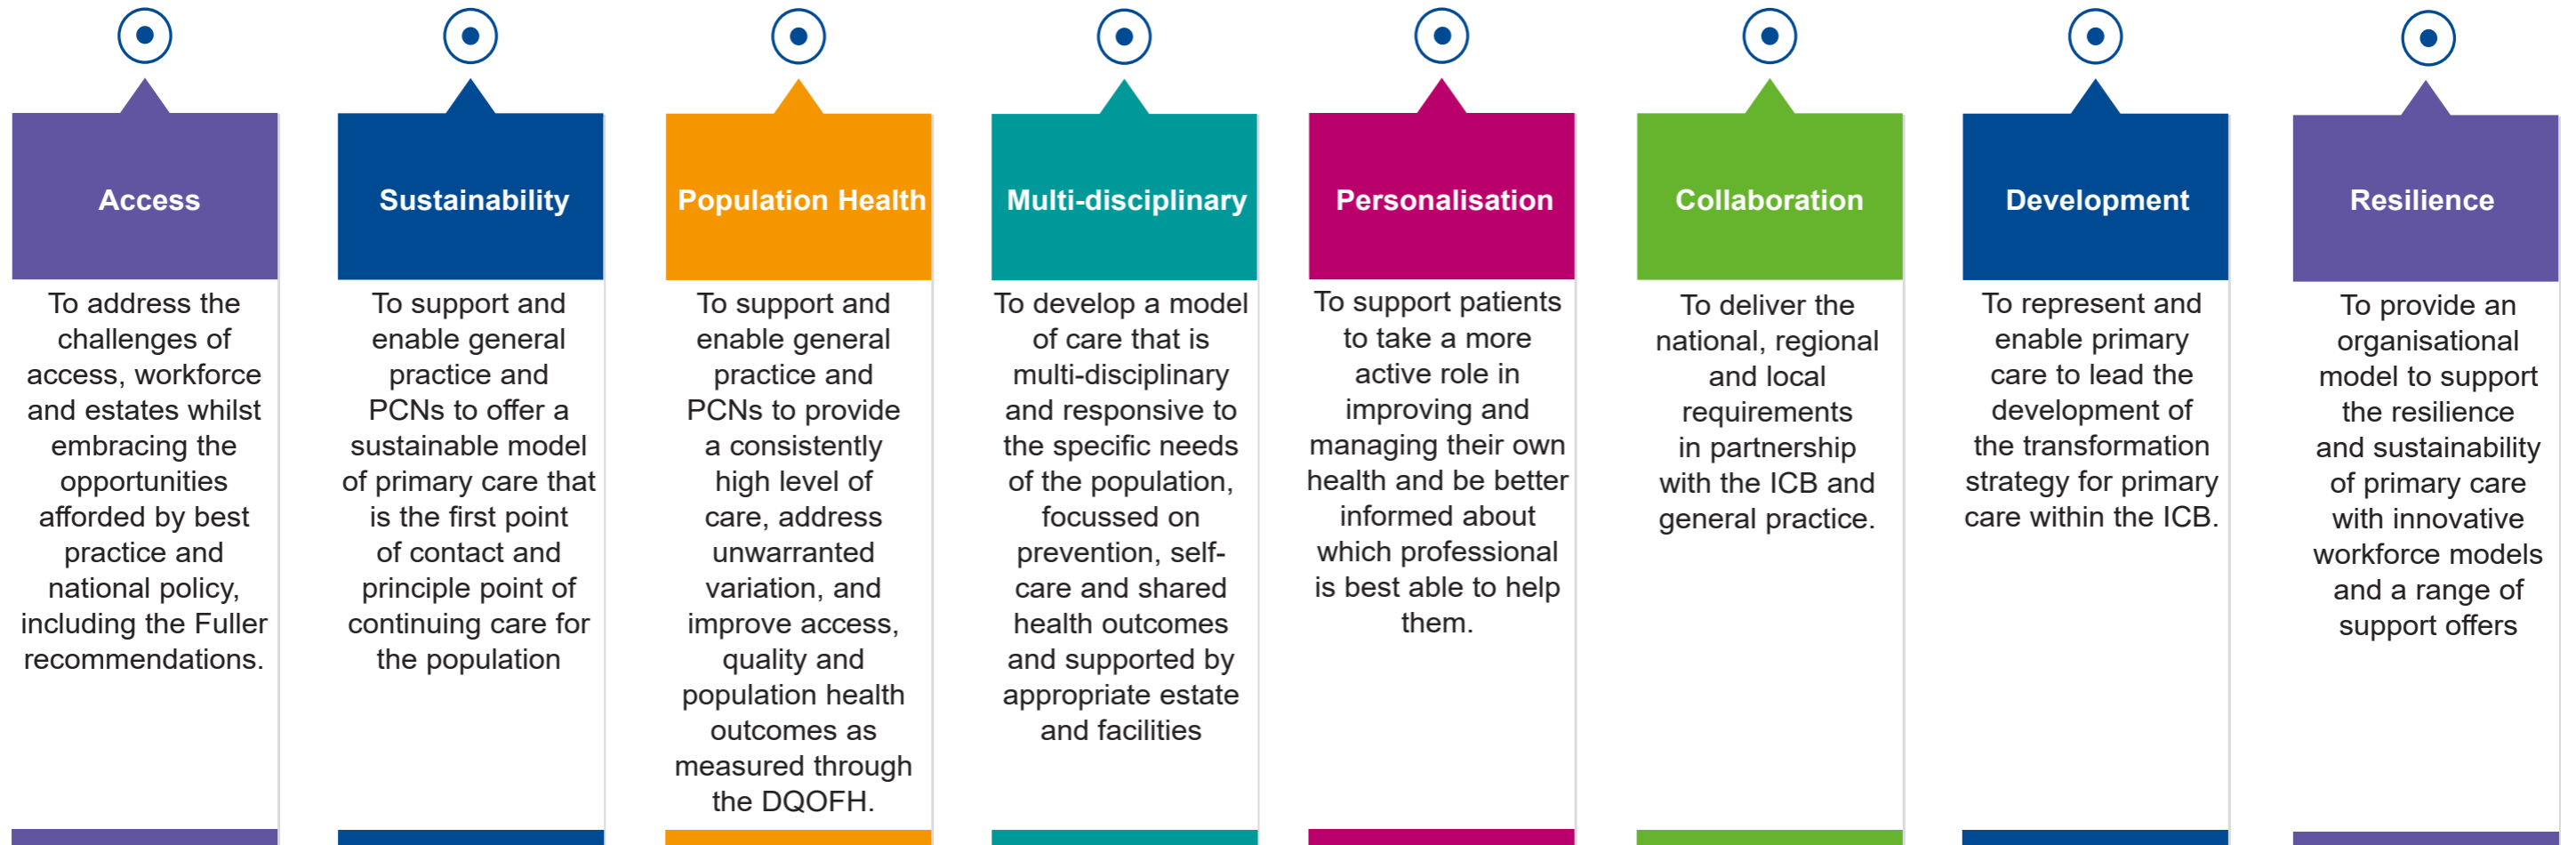 Access
To address the
challenges of
access, workforce
and estates whilst
embracing the
opportunities
afforded by best
practice and
national policy,
including the Fuller
recommendations.
Sustainability
To support and
enable general
practice and
PCNs to offer a
sustainable model
of primary care that
is the first point
of contact and
principle point of
continuing care for
the population
Population Health
To support and
enable general
practice and
PCNs to provide
a consistently
high level of
care, address
unwarranted
variation, and
improve access,
quality and
population health
outcomes as
measured through
the DQOFH.
Multi-disciplinary
To develop a model
of care that is
multi-disciplinary
and responsive to
the specific needs
of the population,
focussed on
prevention, self-
care and shared
health outcomes
and supported by
appropriate estate
and facilities
Personalisation
To support patients
to take a more
active role in
improving and
managing their own
health and be better
informed about
which professional
is best able to help
them.
Collaboration
To deliver the
national, regional
and local
requirements
in partnership
with the ICB and
general practice.
Development
To represent and
enable primary
care to lead the
development of
the transformation
strategy for primary
care within the ICB.
Resilience
To provide an
organisational
model to support
the resilience
and sustainability
of primary care
with innovative
workforce models
and a range of
support offers